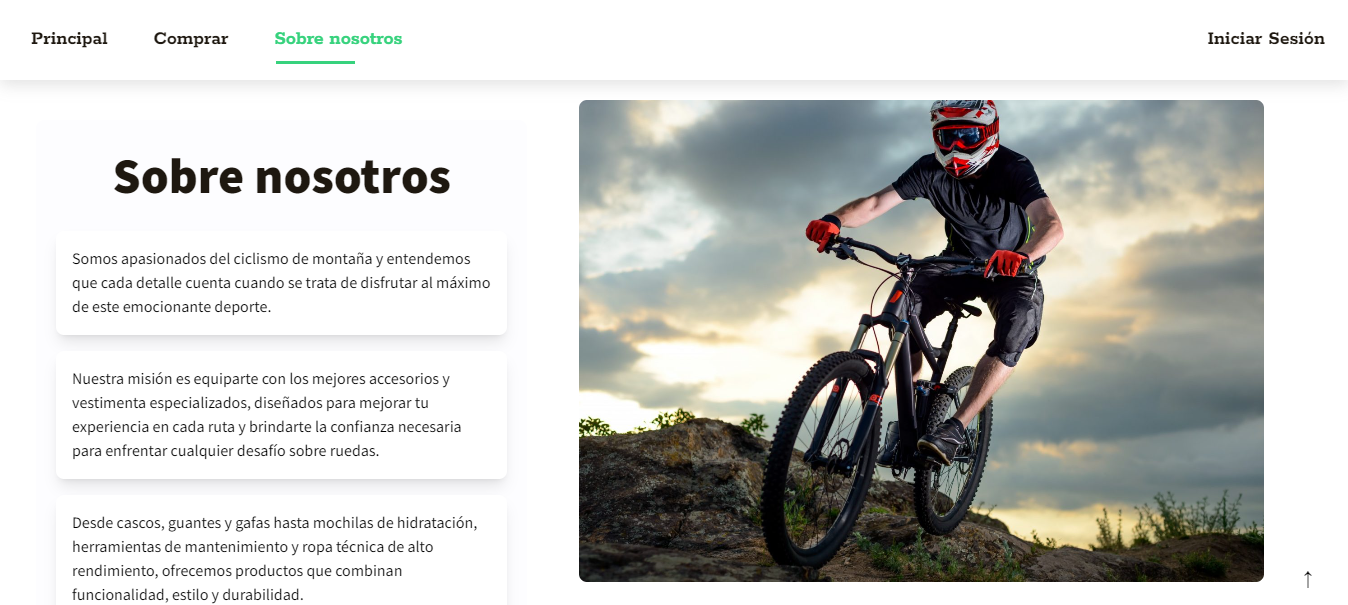 Principal Comprar Sobre nosotros Iniciar Sesión
Sobre nosotros
Somos apasionados del ciclismo de montaña y entendemos
que cada detalle cuenta cuando se trata de disfrutar al máximo
de este emocionante deporte.
Nuestra misión es equiparte con los mejores accesorios y
vestimenta especializados, diseñados para mejorar tu
experiencia en cada ruta y brindarte la confianza necesaria
para enfrentar cualquier desafío sobre ruedas.
Desde cascos, guantes y gafas hasta mochilas de hidratación,
herramientas de mantenimiento y ropa técnica de alto
rendimiento, ofrecemos productos que combinan
funcionalidad, estilo y durabilidad.
↑